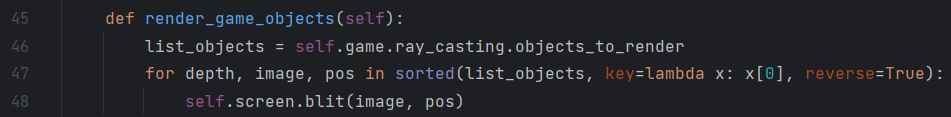 45 def render_game_objects(self):
46 list_objects = self.game.ray_casting.objects_to_render
47 for depth, image, pos in sorted(list_objects, key=lambda x: x[0], reverse=True):
48 self.screen.blit(image, pos)